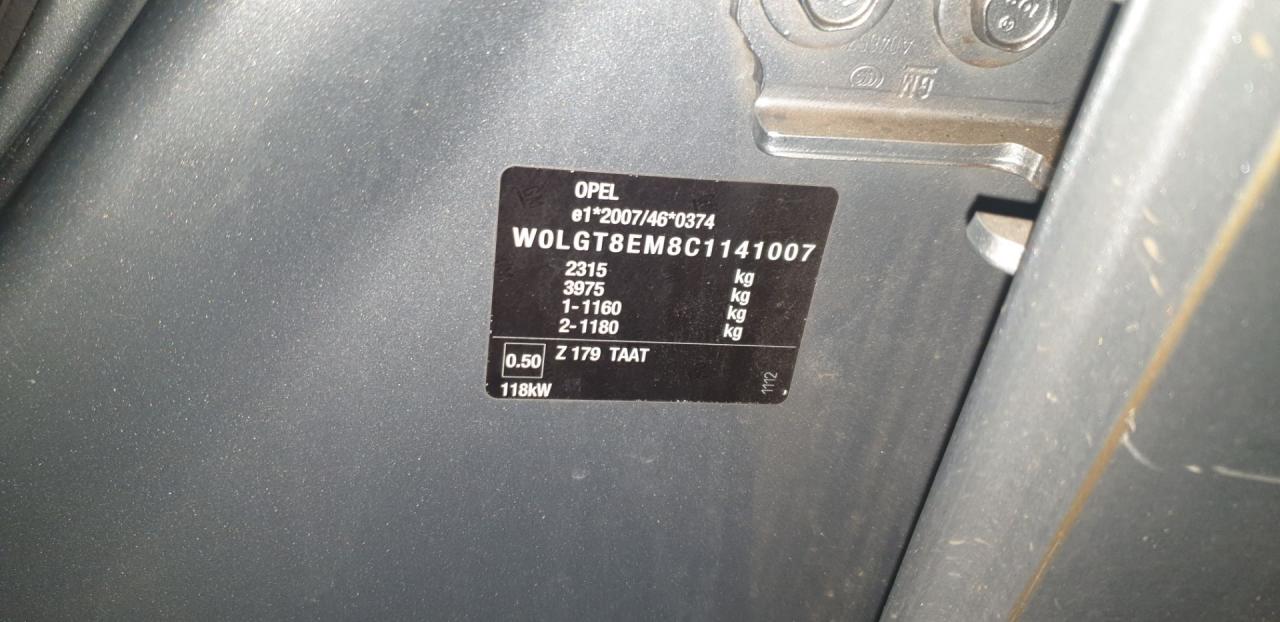 GM
OPEL
e1*2007/46*0374
W0LGT8EM8C1141007
2315 kg
3975 kg
1-1160 kg
2-1180 kg
0.50 Z 179 TAAT
118kW
1112